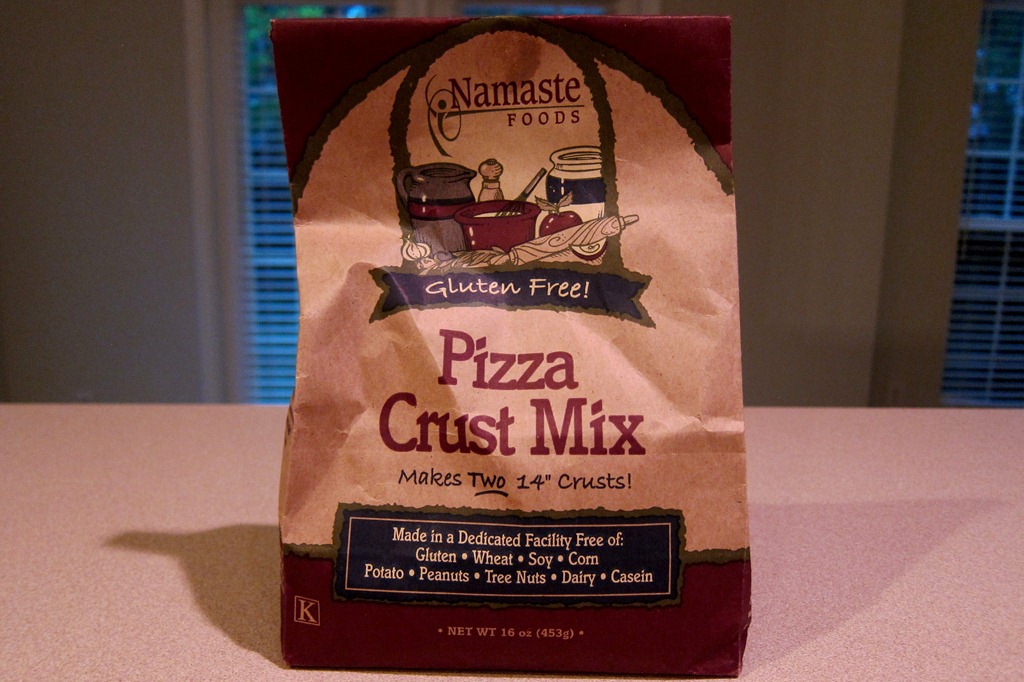 Namaste
FOODS
Gluten Free!
Pizza
Crust Mix
Makes Two 14" Crusts!
Made in a Dedicated Facility Free of:
Gluten • Wheat • Soy • Corn
Potato • Peanuts • Tree Nuts • Dairy • Casein
K
• NET WT 16 oz (453g) •